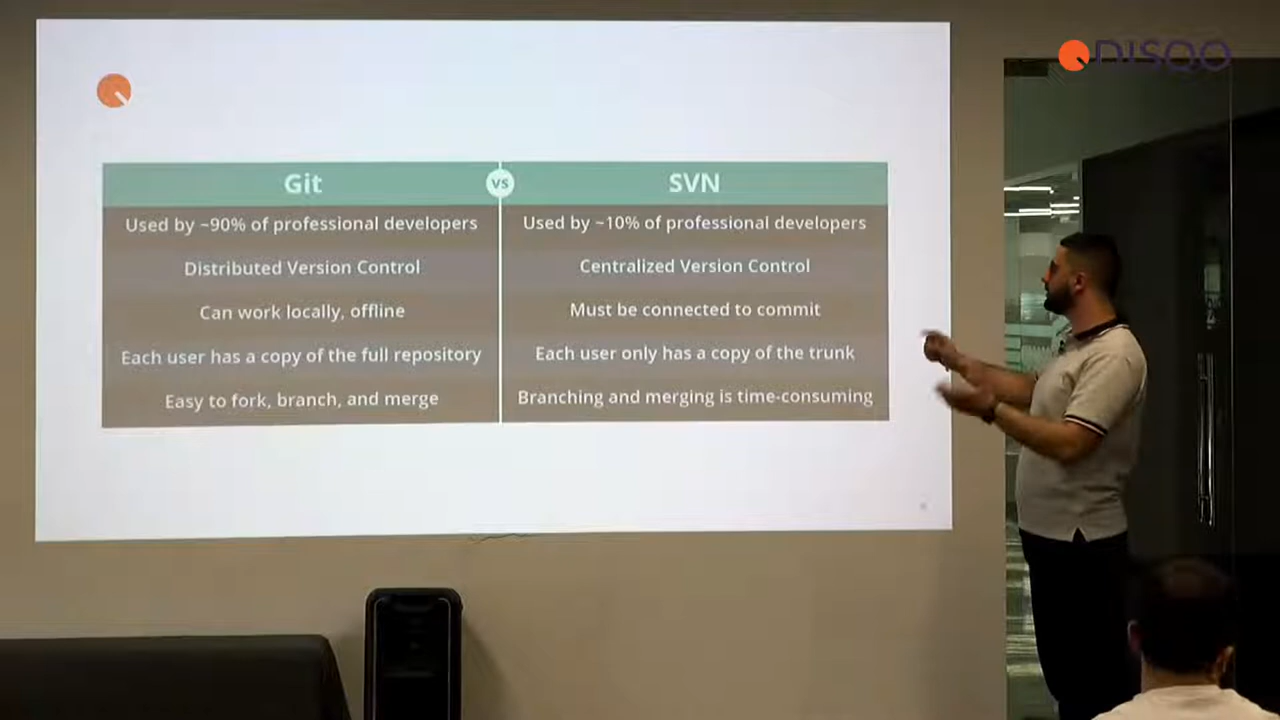 DISQO
Git vs SVN
Used by ~90% of professional developers
Used by ~10% of professional developers
Distributed Version Control
Centralized Version Control
Can work locally, offline
Must be connected to commit
Each user has a copy of the full repository
Each user only has a copy of the trunk
Easy to fork, branch, and merge
Branching and merging is time-consuming